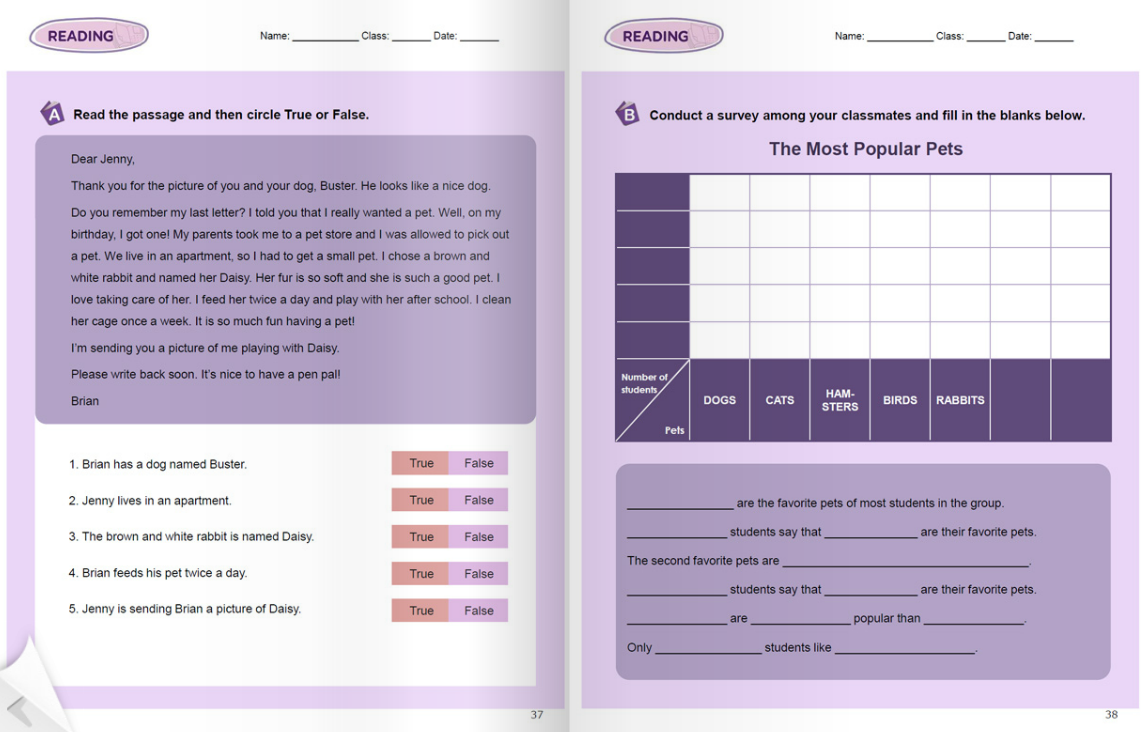 READING
Name: __________ Class: ______ Date: ______
A Read the passage and then circle True or False.
Dear Jenny,
Thank you for the picture of you and your dog, Buster. He looks like a nice dog.
Do you remember my last letter? I told you that I really wanted a pet. Well, on my
birthday, I got one! My parents took me to a pet store and I was allowed to pick out
a pet. We live in an apartment, so I had to get a small pet. I chose a brown and
white rabbit and named her Daisy. Her fur is so soft and she is such a good pet. I
love taking care of her. I feed her twice a day and play with her after school. I clean
her cage once a week. It is so much fun having a pet!
I'm sending you a picture of me playing with Daisy.
Please write back soon. It's nice to have a pen pal!
Brian
1. Brian has a dog named Buster. True False
2. Jenny lives in an apartment. True False
3. The brown and white rabbit is named Daisy. True False
4. Brian feeds his pet twice a day. True False
5. Jenny is sending Brian a picture of Daisy. True False
37
READING
Name: __________ Class: ______ Date: ______
B Conduct a survey among your classmates and fill in the blanks below.
The Most Popular Pets
Number of
students
Pets
DOGS
CATS
HAM-
STERS
BIRDS
RABBITS
________________ are the favorite pets of most students in the group.
_______________ students say that ______________ are their favorite pets.
The second favorite pets are _____________________________________.
_______________ students say that ______________ are their favorite pets.
_______________ are _______________ popular than _______________.
Only ________________ students like _____________________.
38